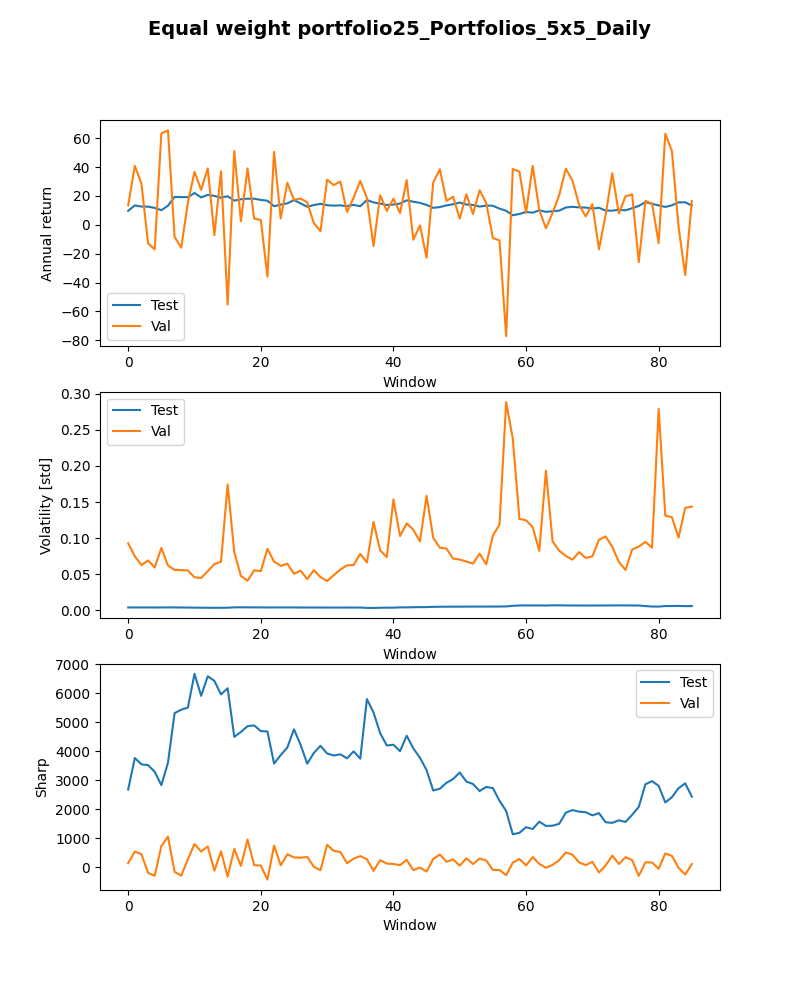 Equal weight portfolio25_Portfolios_5x5_Daily
60
40
20
0
−20
−40
−60
−80
Annual return
Test
Val
0 20 40 60 80
Window
0.30
0.25
0.20
0.15
0.10
0.05
0.00
Volatility [std]
Test
Val
0 20 40 60 80
Window
7000
6000
5000
4000
3000
2000
1000
0
Sharp
Test
Val
0 20 40 60 80
Window